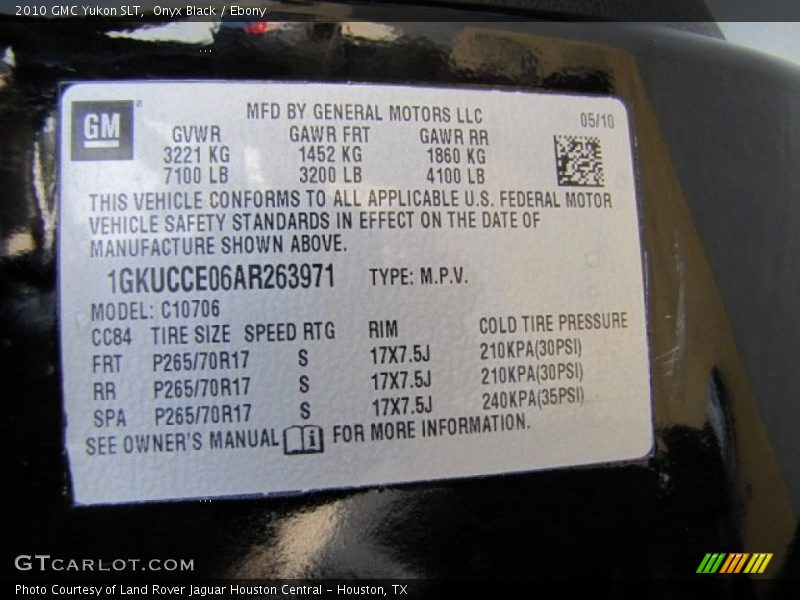 2010 GMC Yukon SLT, Onyx Black / Ebony
GM
MFD BY GENERAL MOTORS LLC
05/10
GVWR GAWR FRT GAWR RR
3221 KG 1452 KG 1860 KG
7100 LB 3200 LB 4100 LB
THIS VEHICLE CONFORMS TO ALL APPLICABLE U.S. FEDERAL MOTOR
VEHICLE SAFETY STANDARDS IN EFFECT ON THE DATE OF
MANUFACTURE SHOWN ABOVE.
1GKUCCE06AR263971 TYPE: M.P.V.
MODEL: C10706
CC84 TIRE SIZE SPEED RTG RIM COLD TIRE PRESSURE
FRT P265/70R17 S 17X7.5J 210KPA(30PSI)
RR P265/70R17 S 17X7.5J 210KPA(30PSI)
SPA P265/70R17 S 17X7.5J 240KPA(35PSI)
SEE OWNER'S MANUAL i FOR MORE INFORMATION.
GTCARLOT.COM
Photo Courtesy of Land Rover Jaguar Houston Central - Houston, TX